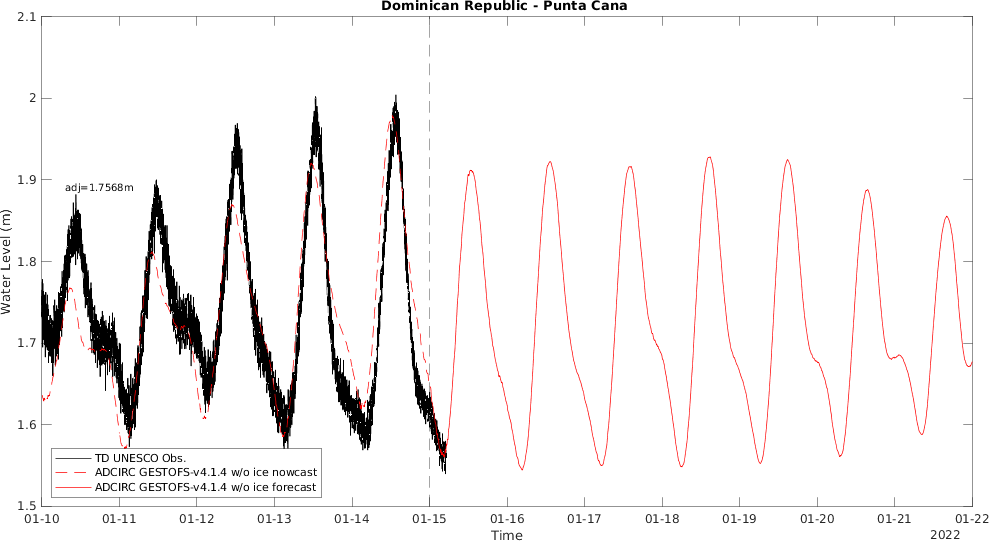 Dominican Republic - Punta Cana
2.1
2
1.9
1.8
1.7
1.6
1.5
Water Level (m)
adj=1.7568m
TD UNESCO Obs.
ADCIRC GESTOFS-v4.1.4 w/o ice nowcast
ADCIRC GESTOFS-v4.1.4 w/o ice forecast
01-10 01-11 01-12 01-13 01-14 01-15 01-16 01-17 01-18 01-19 01-20 01-21 01-22
Time
2022